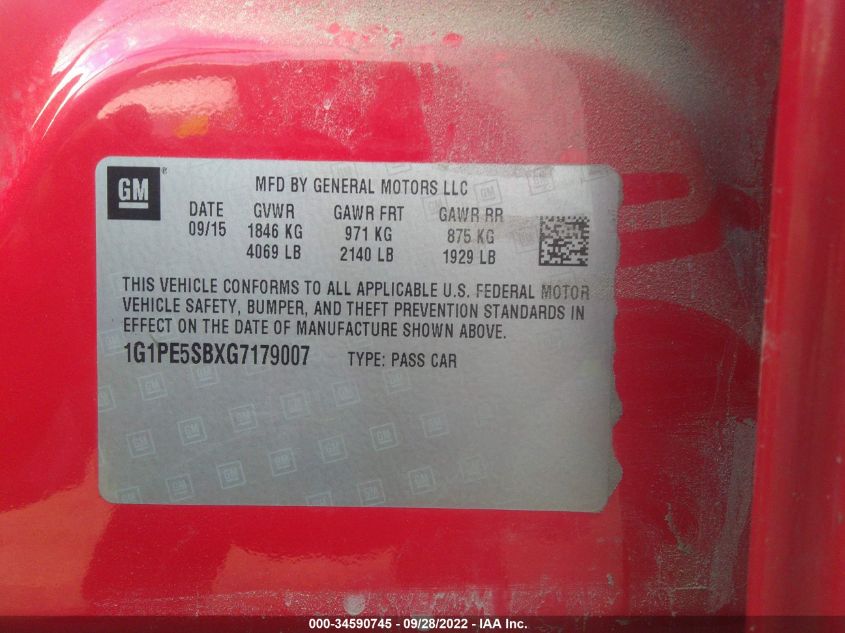 GM
MFD BY GENERAL MOTORS LLC
DATE GVWR GAWR FRT GAWR RR
09/15 1846 KG 971 KG 875 KG
4069 LB 2140 LB 1929 LB
THIS VEHICLE CONFORMS TO ALL APPLICABLE U.S. FEDERAL MOTOR
VEHICLE SAFETY, BUMPER, AND THEFT PREVENTION STANDARDS IN
EFFECT ON THE DATE OF MANUFACTURE SHOWN ABOVE.
1G1PE5SBXG7179007 TYPE: PASS CAR
000-34590745 - 09/28/2022 - IAA Inc.